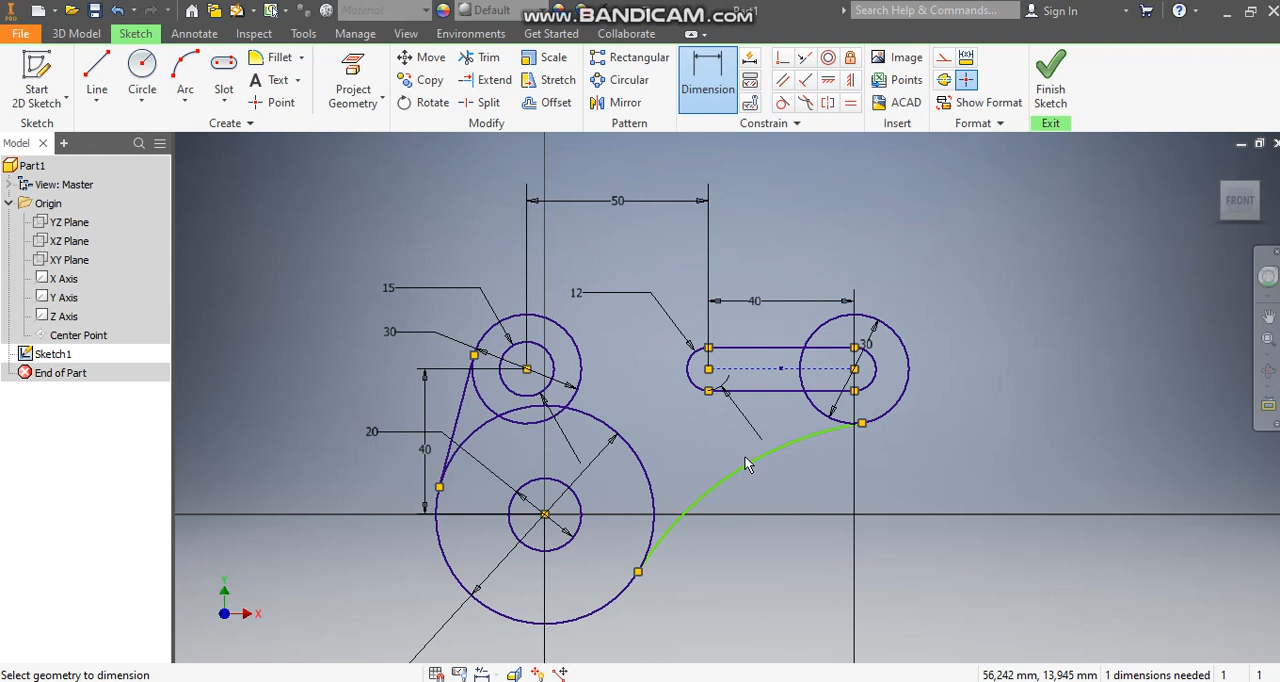 www.BANDICAM.com
PRO
Material
Default
Search Help & Commands...
Sign In
File
3D Model
Sketch
Annotate
Inspect
Tools
Manage
View
Environments
Get Started
Collaborate
Start
2D Sketch
Line
Circle
Arc
Slot
Fillet
Text
Point
Project
Geometry
Move
Copy
Rotate
Trim
Extend
Split
Scale
Stretch
Offset
Rectangular
Circular
Mirror
Dimension
Image
Points
ACAD
Show Format
Finish
Sketch
Sketch
Create
Modify
Pattern
Constrain
Insert
Format
Exit
Model
Part1
View: Master
Origin
YZ Plane
XZ Plane
XY Plane
X Axis
Y Axis
Z Axis
Center Point
Sketch1
End of Part
FRONT
50
15
12
40
30
30
20
40
Y
X
Select geometry to dimension
56,242 mm, 13,945 mm
1 dimensions needed
1
1